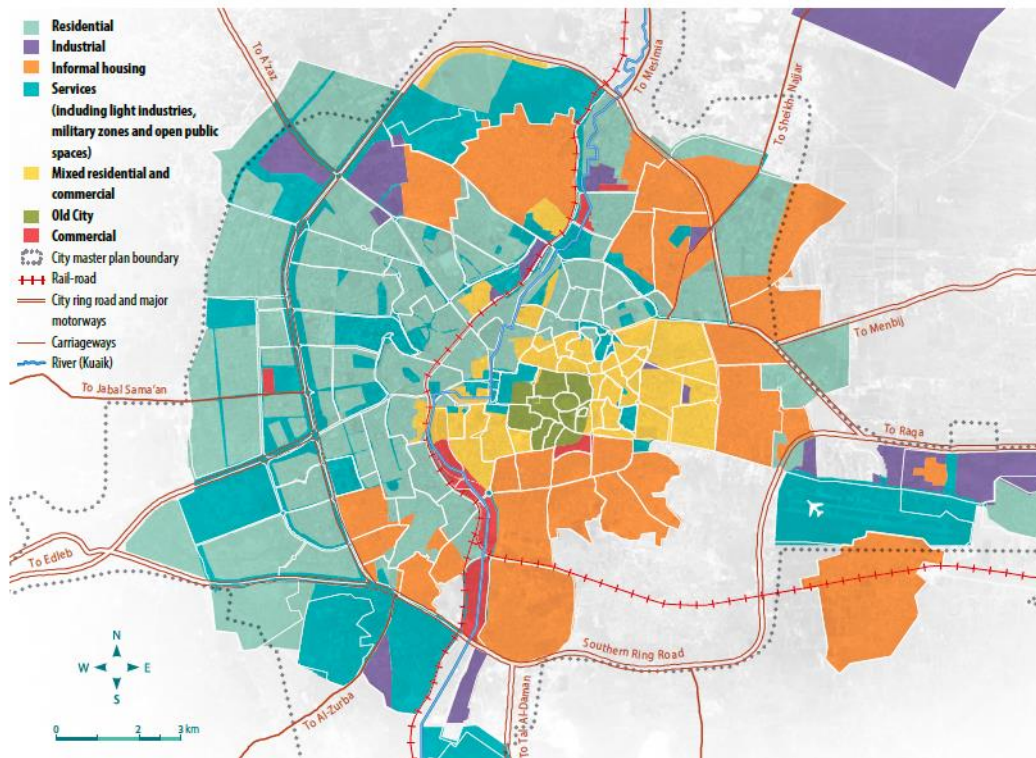 Residential
Industrial
Informal housing
Services
(including light industries,
military zones and open public
spaces)
Mixed residential and
commercial
Old City
Commercial
City master plan boundary
Rail-road
City ring road and major
motorways
Carriageways
River (Kuaik)
To A'zaz
To Meslmia
To Sheikh Najjar
To Menbij
To Jabal Sama'an
To Raqa
To Edleb
Southern Ring Road
To Al-Zurba
To Tal Al-Daman
N
W E
S
0 2 3 km